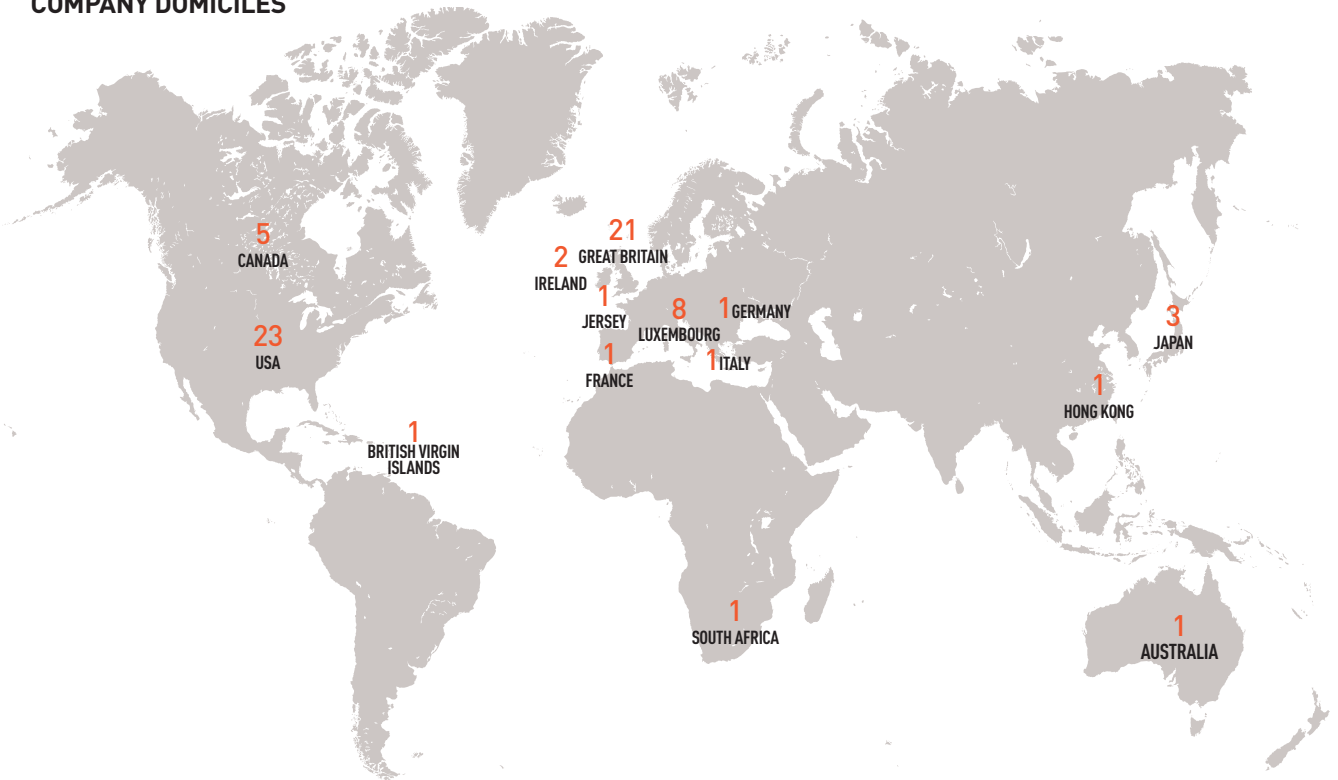 COMPANY DOMICILES
5
CANADA
23
USA
1
BRITISH VIRGIN
ISLANDS
21
GREAT BRITAIN
2
IRELAND
1
JERSEY
8
LUXEMBOURG
1 GERMANY
1 ITALY
1
FRANCE
3
JAPAN
1
HONG KONG
1
SOUTH AFRICA
1
AUSTRALIA